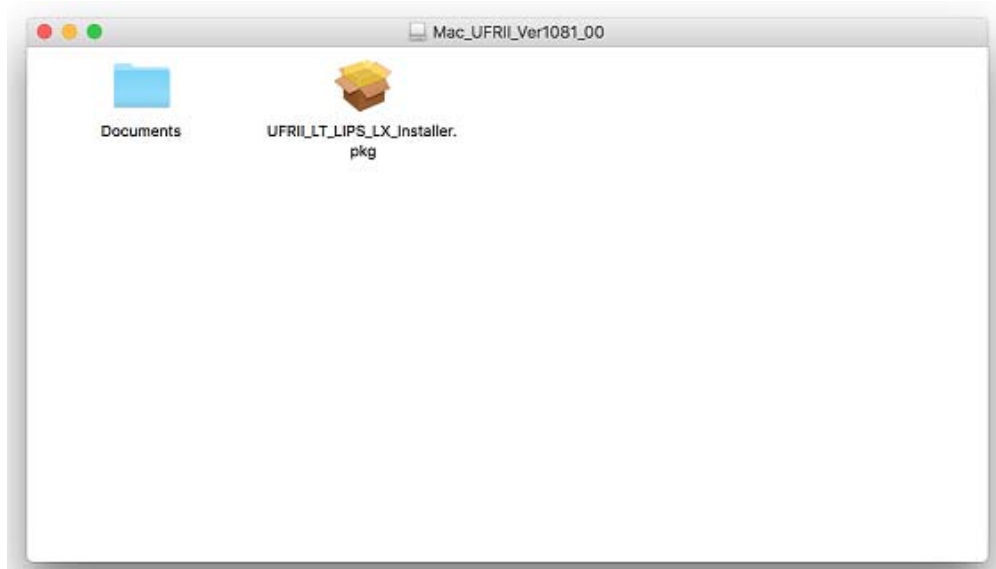 Mac_UFRII_Ver1081_00
Documents
UFRII_LT_LIPS_LX_Installer.
pkg